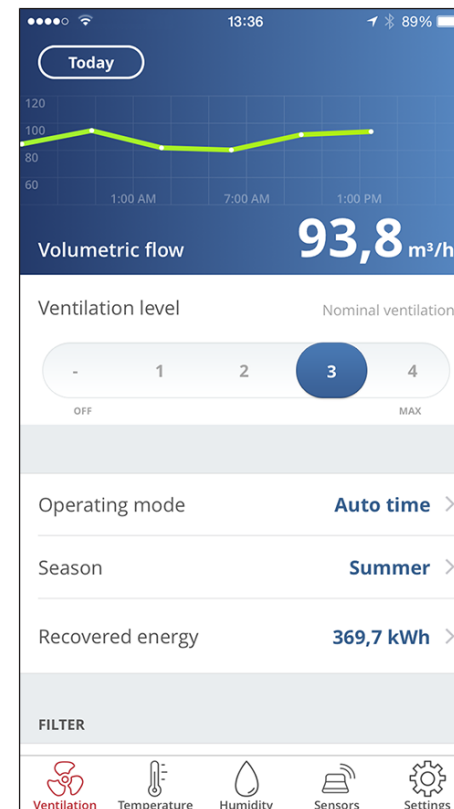 13:36 89%
Today
120
100
80
60
1:00 AM 7:00 AM 1:00 PM
Volumetric flow 93,8 m³/h
Ventilation level Nominal ventilation
- 1 2 3 4
OFF MAX
Operating mode Auto time
Season Summer
Recovered energy 369,7 kWh
FILTER
Ventilation Temperature Humidity Sensors Settings